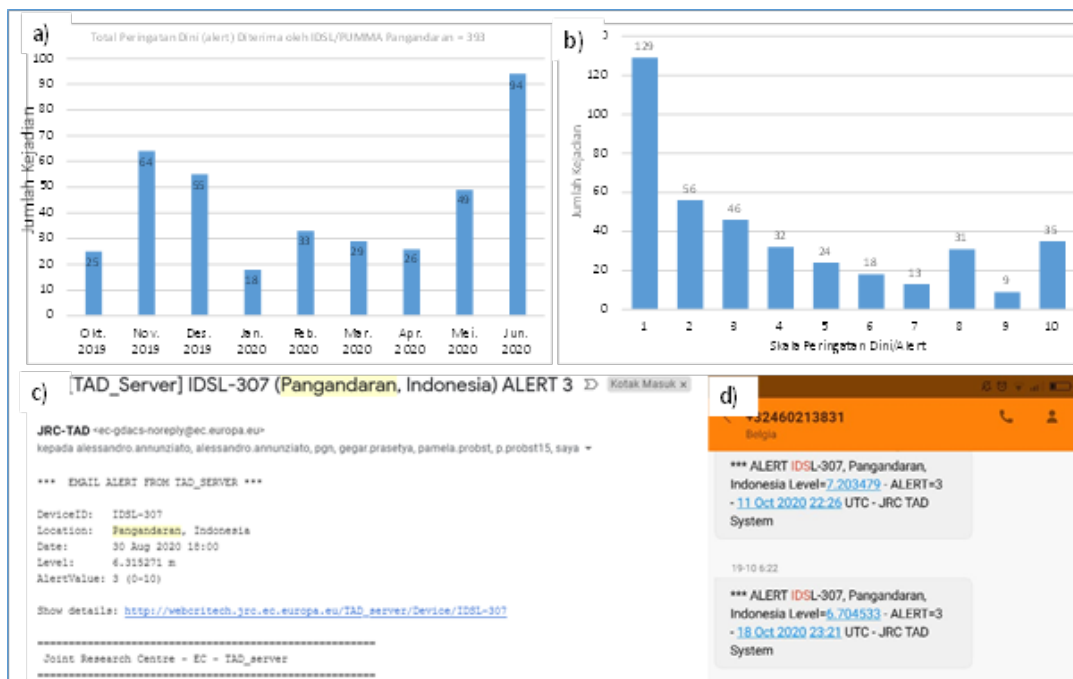 a)
Total Peringatan Dini (alert) Diterima oleh IDSL/PUMMA Pangandaran = 393
Jumlah Kejadian
100
90
80
70
60
50
40
30
20
10
0
25
64
55
18
33
29
26
49
94
Okt. Nov. Des. Jan. Feb. Mar. Apr. Mei. Jun.
2019 2019 2019 2020 2020 2020 2020 2020 2020
b)
Jumlah Kejadian
120
100
80
60
40
20
0
129
56
46
32
24
18
13
31
9
35
1 2 3 4 5 6 7 8 9 10
Skala Peringatan Dini/Alert
c)
[TAD_Server] IDSL-307 (Pangandaran, Indonesia) ALERT 3 Kotak Masuk x
JRC-TAD <ec-gdacs-noreply@ec.europa.eu>
kepada alessandro.annunziato, alessandro.annunziato, pgn, gegar.prasetya, pamela.probst, p.probst15, saya
*** EMAIL ALERT FROM TAD_SERVER ***
DeviceID: IDSL-307
Location: Pangandaran, Indonesia
Date: 30 Aug 2020 18:00
Level: 6.315271 m
AlertValue: 3 (0-10)
Show details: http://webcritech.jrc.ec.europa.eu/TAD_server/Device/IDSL-307
Joint Research Centre - EC - TAD_server
d)
+32460213831
Belgia
*** ALERT IDSL-307, Pangandaran,
Indonesia Level=7.203479 - ALERT=3
- 11 Oct 2020 22:26 UTC - JRC TAD
System
19-10 6:22
*** ALERT IDSL-307, Pangandaran,
Indonesia Level=6.704533 - ALERT=3
- 18 Oct 2020 23:21 UTC - JRC TAD
System